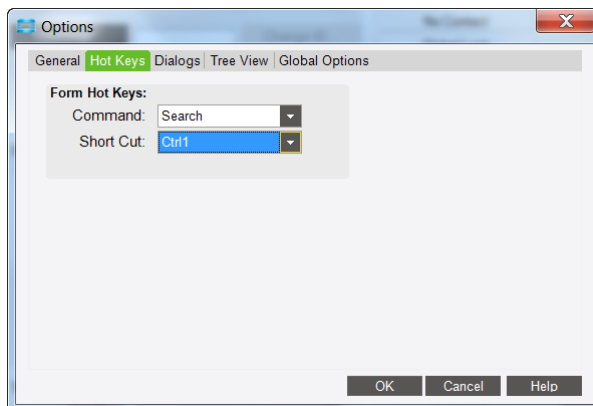 Options
General Hot Keys Dialogs Tree View Global Options
Form Hot Keys:
Command: Search
Short Cut: Ctrl1
OK Cancel Help